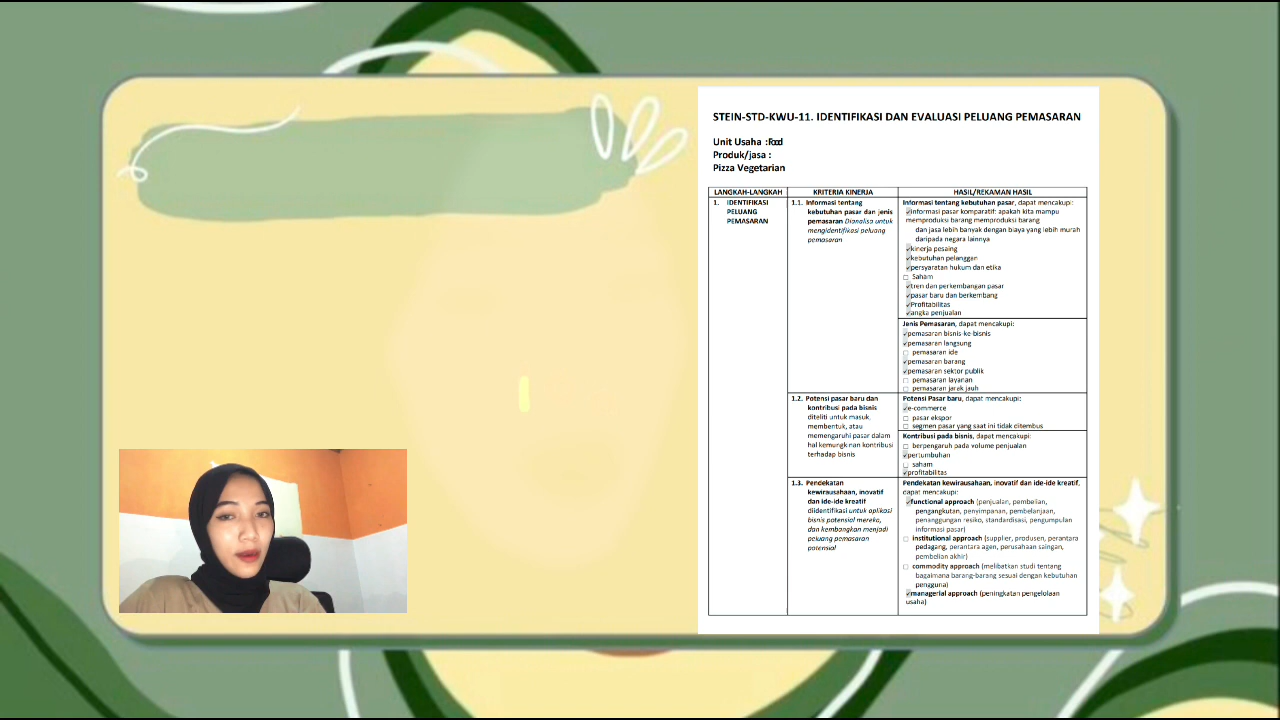 STEIN-STD-KWU-11. IDENTIFIKASI DAN EVALUASI PELUANG PEMASARAN
Unit Usaha :Food
Produk/jasa :
Pizza Vegetarian
LANGKAH-LANGKAH
KRITERIA KINERJA
HASIL/REKAMAN HASIL
1. IDENTIFIKASI
PELUANG
PEMASARAN
1.1. Informasi tentang
kebutuhan pasar dan jenis
pemasaran Dianalisa untuk
mengidentifikasi peluang
pemasaran
Informasi tentang kebutuhan pasar, dapat mencakupi:
✓informasi pasar komparatif: apakah kita mampu
memproduksi barang memproduksi barang
dan jasa lebih banyak dengan biaya yang lebih murah
daripada negara lainnya
✓kinerja pesaing
✓kebutuhan pelanggan
✓persyaratan hukum dan etika
□ Saham
✓tren dan perkembangan pasar
✓pasar baru dan berkembang
✓Profitabilitas
✓angka penjualan
Jenis Pemasaran, dapat mencakupi:
✓pemasaran bisnis-ke bisnis
✓pemasaran langsung
□ pemasaran ide
✓pemasaran barang
✓pemasaran sektor publik
□ pemasaran layanan
□ pemasaran jarak jauh
1.2. Potensi pasar baru dan
kontribusi pada bisnis
diteliti untuk masuk,
membentuk, atau
memengaruhi pasar dalam
hal kemungkinan kontribusi
terhadap bisnis
Potensi Pasar baru, dapat mencakupi:
✓e-commerce
□ pasar ekspor
□ segmen pasar yang saat ini tidak ditembus
Kontribusi pada bisnis, dapat mencakupi:
□ berpengaruh pada volume penjualan
✓pertumbuhan
□ saham
✓profitabilitas
1.3. Pendekatan
kewirausahaan, inovatif
dan ide-ide kreatif
diidentifikasi untuk aplikasi
bisnis potensial mereka,
dan kembangkan menjadi
peluang pemasaran
potensial
Pendekatan kewirausahaan, inovatif dan ide-ide kreatif,
dapat mencakupi:
✓functional approach (penjualan, pembelian,
pengangkutan, penyimpanan, pembelanjaan,
penanggungan resiko, standardisasi, pengumpulan
informasi pasar)
□ institutional approach (supplier, produsen, perantara
pedagang, perantara agen, perusahaan saingan,
pembelian akhir)
□ commodity approach (melibatkan studi tentang
bagaimana barang-barang sesuai dengan kebutuhan
pengguna)
✓managerial approach (peningkatan pengelolaan
usaha)